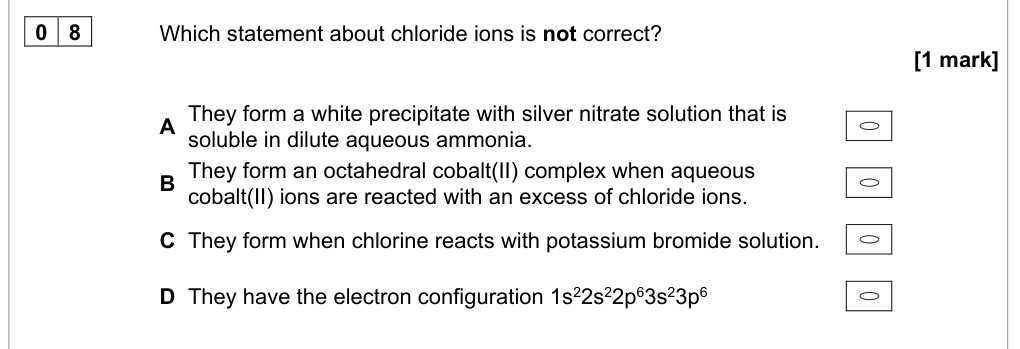 0 8 Which statement about chloride ions is not correct?
[1 mark]
A They form a white precipitate with silver nitrate solution that is
soluble in dilute aqueous ammonia.
B They form an octahedral cobalt(II) complex when aqueous
cobalt(II) ions are reacted with an excess of chloride ions.
C They form when chlorine reacts with potassium bromide solution.
D They have the electron configuration 1s²2s²2p⁶3s²3p⁶